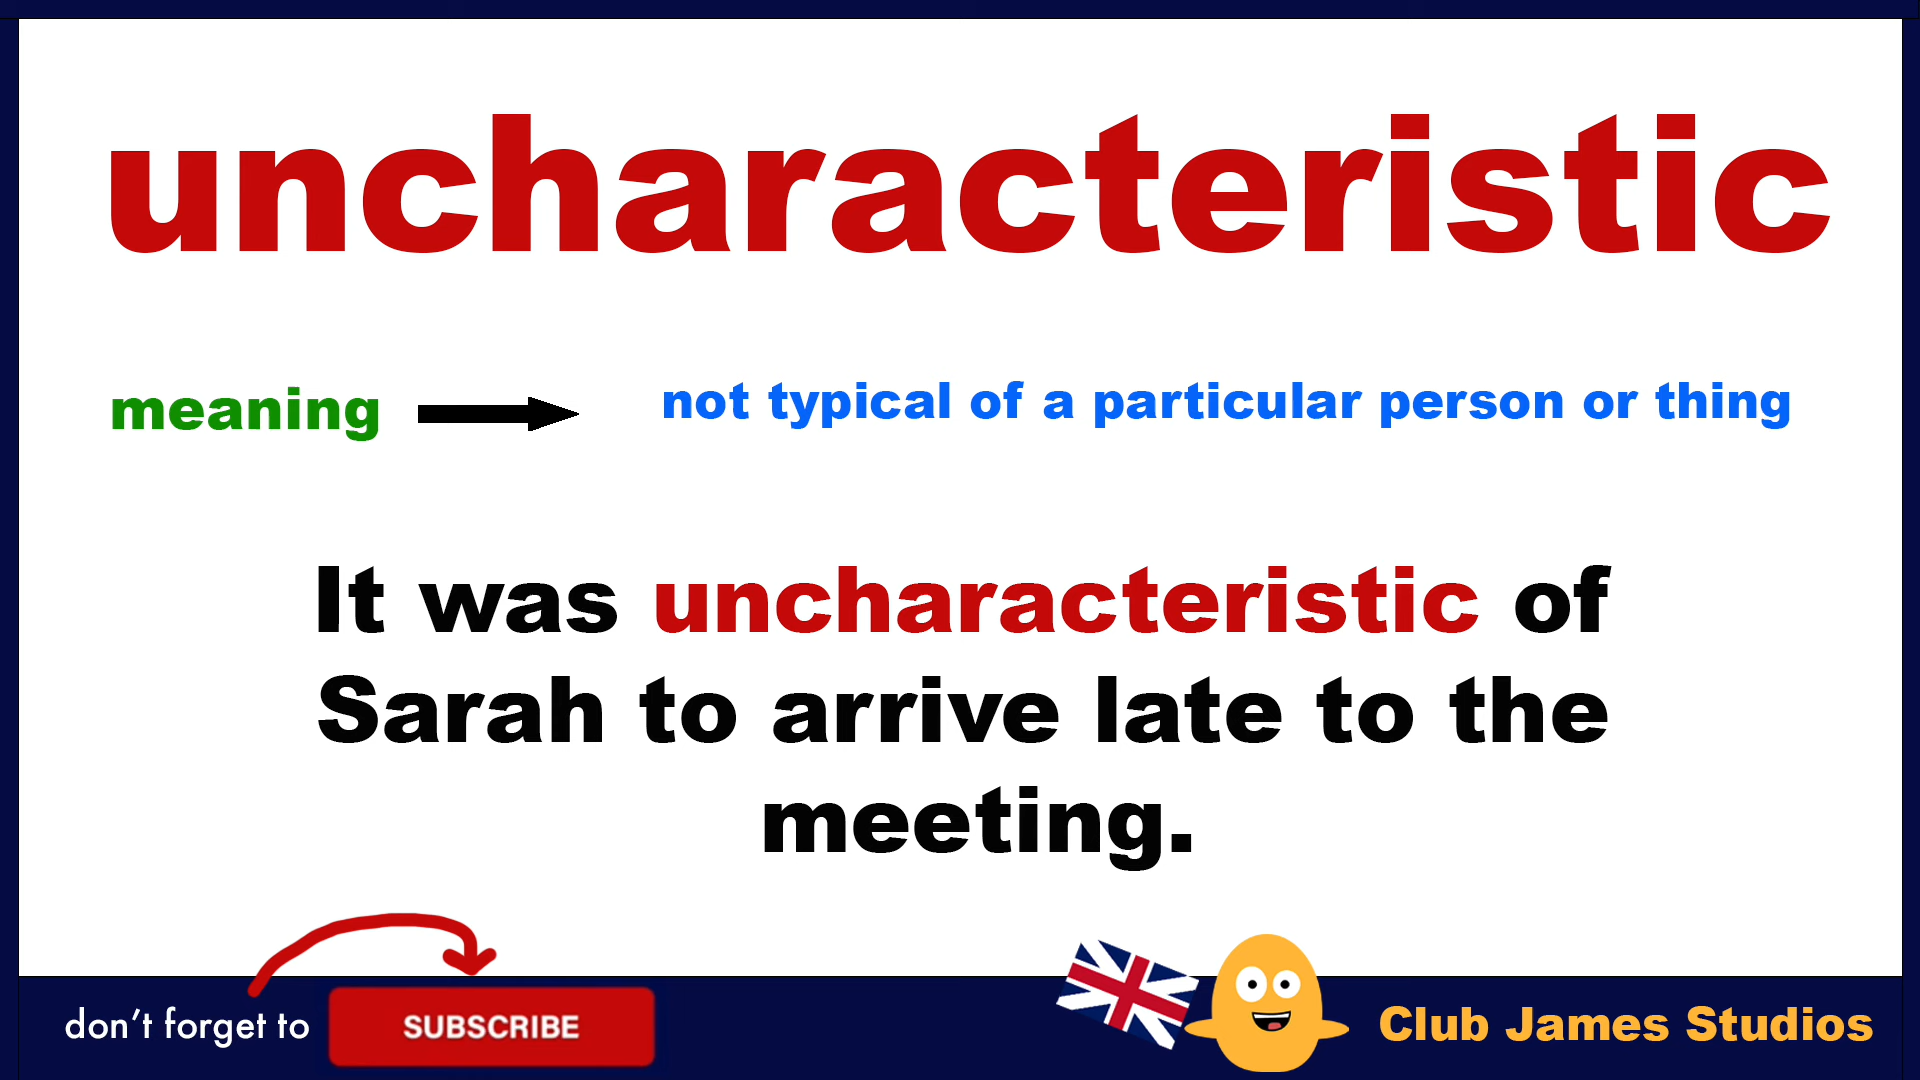 uncharacteristic
meaning
not typical of a particular person or thing
It was uncharacteristic of
Sarah to arrive late to the
meeting.
don't forget to
SUBSCRIBE
Club James Studios